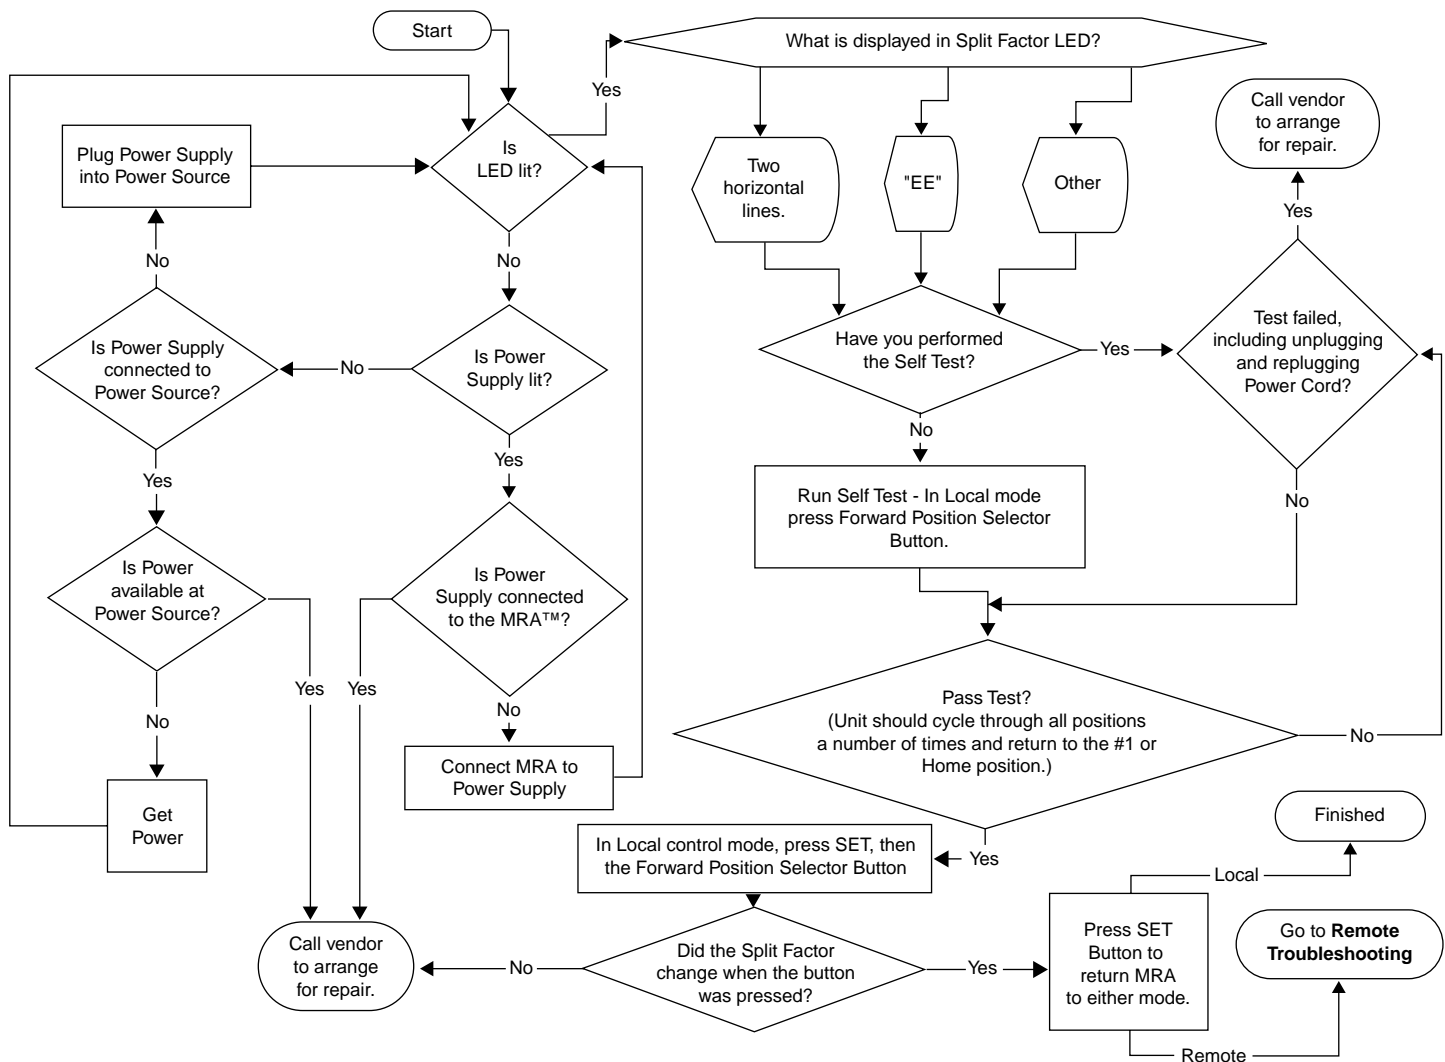 Start
What is displayed in Split Factor LED?
Yes
Call vendor
to arrange
for repair.
Plug Power Supply
into Power Source
Is
LED lit?
Two
horizontal
lines.
"EE"
Other
Yes
No
No
Is Power Supply
connected to
Power Source?
No
Is Power
Supply lit?
Have you performed
the Self Test?
Yes
Test failed,
including unplugging
and replugging
Power Cord?
No
Yes
Yes
No
Run Self Test - In Local mode
press Forward Position Selector
Button.
Is Power
available at
Power Source?
Is Power
Supply connected
to the MRA™?
Yes
Yes
No
No
Pass Test?
(Unit should cycle through all positions
a number of times and return to the #1 or
Home position.)
No
Connect MRA to
Power Supply
Get
Power
Finished
In Local control mode, press SET, then
the Forward Position Selector Button
Yes
Local
Call vendor
to arrange
for repair.
No
Did the Split Factor
change when the button
was pressed?
Yes
Press SET
Button to
return MRA
to either mode.
Go to Remote
Troubleshooting
Remote